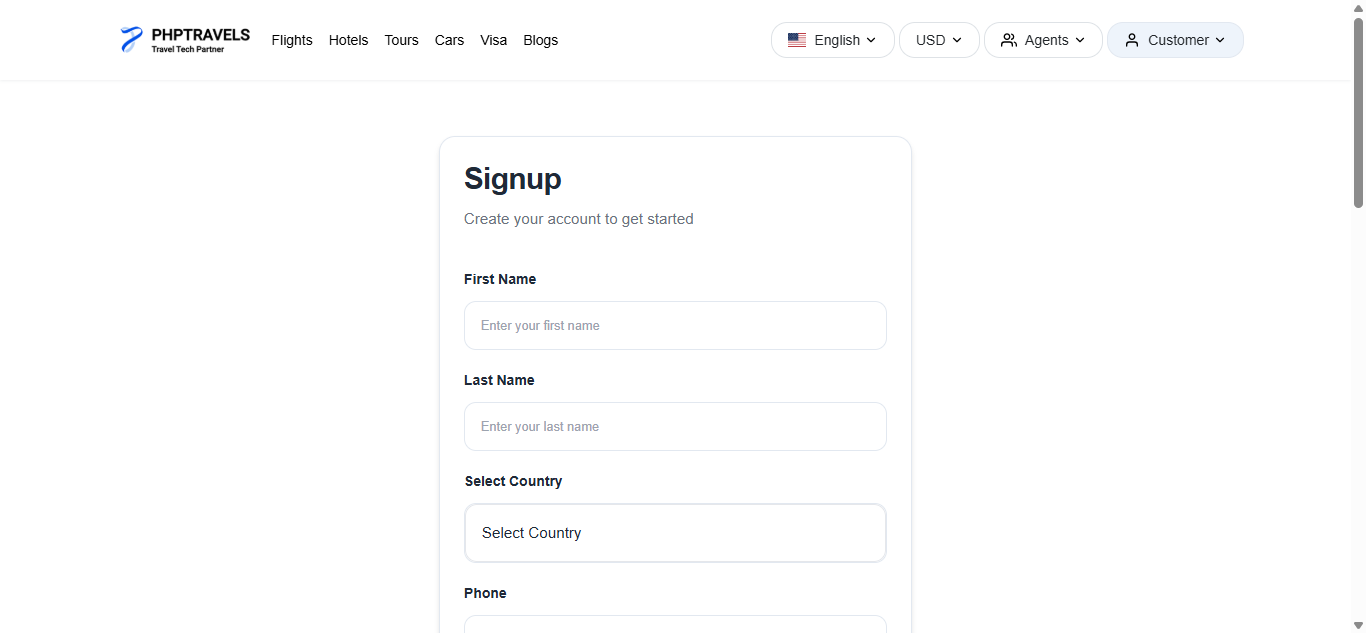 PHPTRAVELS
Travel Tech Partner
Flights Hotels Tours Cars Visa Blogs
English USD Agents Customer
Signup
Create your account to get started
First Name
Enter your first name
Last Name
Enter your last name
Select Country
Select Country
Phone